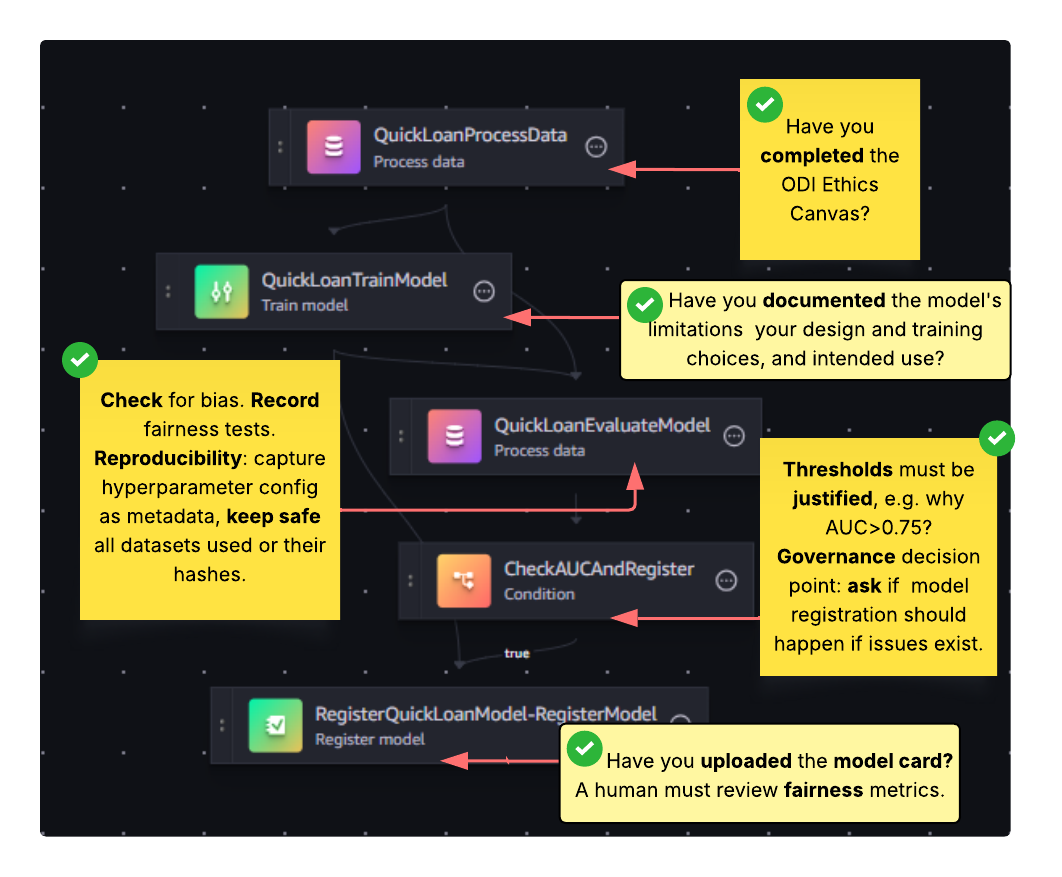 QuickLoanProcessData
Process data
Have you
completed the
ODI Ethics
Canvas?
QuickLoanTrainModel
Train model
Have you documented the model's
limitations  your design and training
choices, and intended use?
Check for bias. Record
fairness tests.
Reproducibility: capture
hyperparameter config
as metadata, keep safe
all datasets used or their
hashes.
QuickLoanEvaluateModel
Process data
Thresholds must be
justified, e.g. why
AUC>0.75?
Governance decision
point: ask if  model
registration should
happen if issues exist.
CheckAUCAndRegister
Condition
true
RegisterQuickLoanModel-RegisterModel
Register model
Have you uploaded the model card?
A human must review fairness metrics.